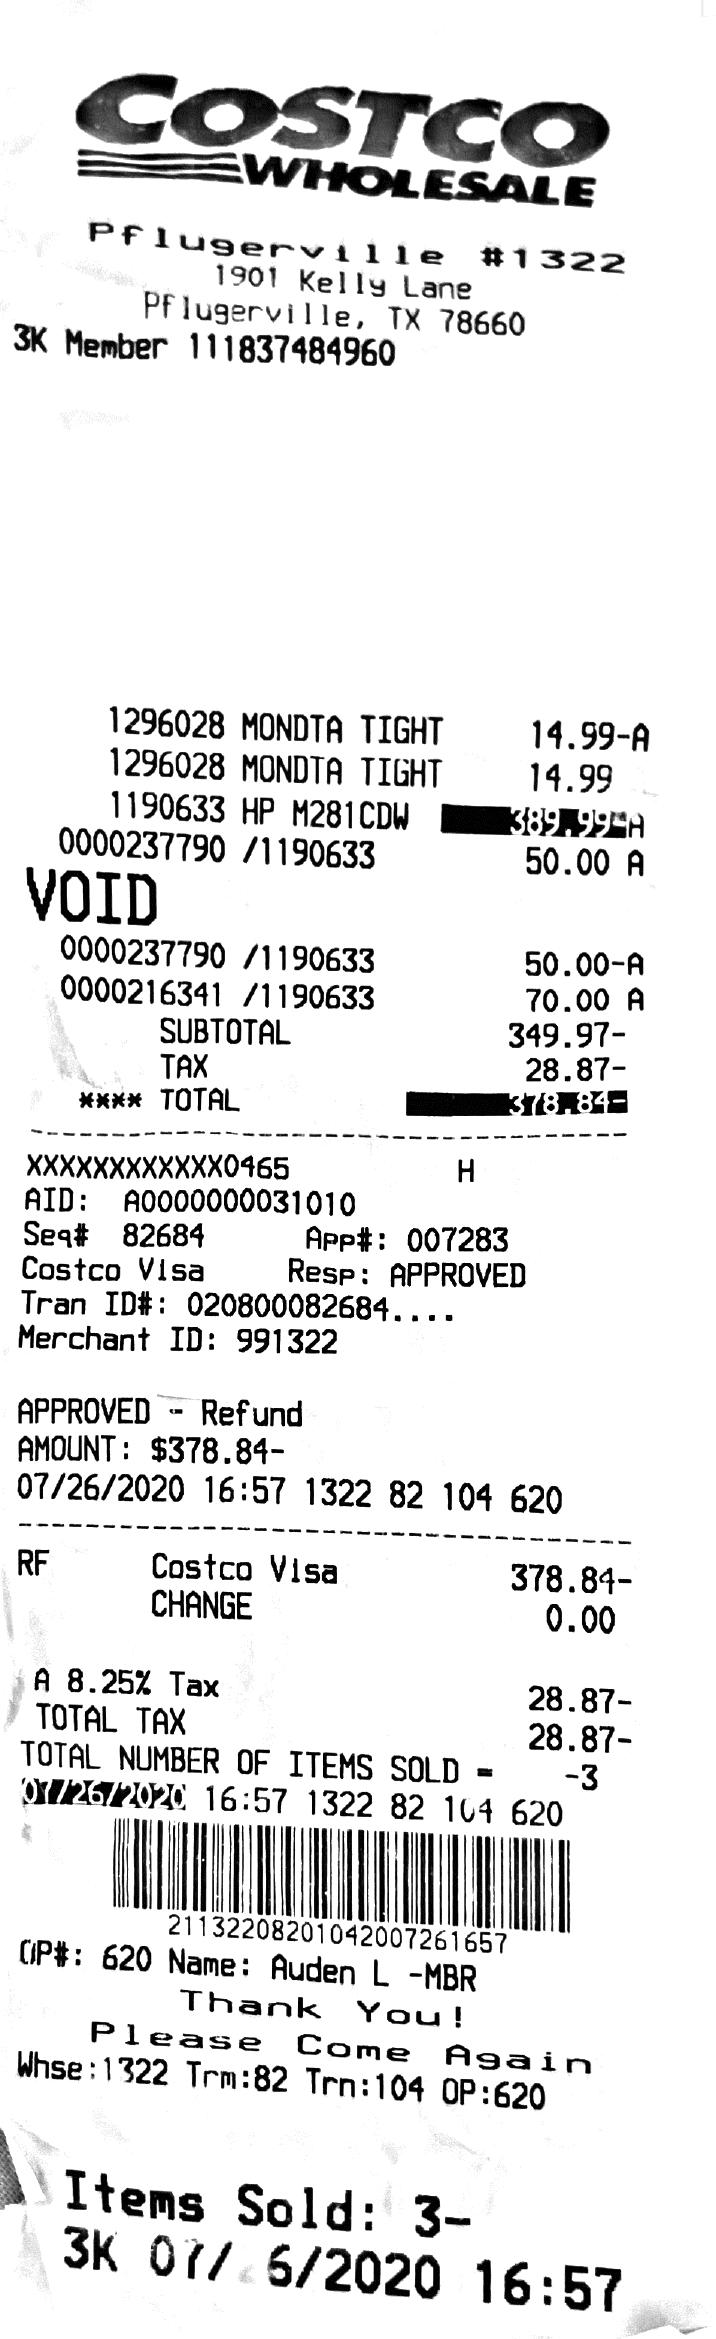 COSTCO
WHOLESALE
Pflugerville #1322
1901 Kelly Lane
Pflugerville, TX 78660
3K Member 111837484960
1296028 MONDTA TIGHT 14.99-A
1296028 MONDTA TIGHT 14.99
1190633 HP M281CDW 389.99-A
0000237790 /1190633 50.00 A
VOID
0000237790 /1190633 50.00-A
0000216341 /1190633 70.00 A
SUBTOTAL 349.97-
TAX 28.87-
**** TOTAL 378.84-
XXXXXXXXXXXX0465 H
AID: A0000000031010
Seq# 82684 App#: 007283
Costco Visa Resp: APPROVED
Tran ID#: 020800082684....
Merchant ID: 991322
APPROVED - Refund
AMOUNT: $378.84-
07/26/2020 16:57 1322 82 104 620
RF Costco Visa 378.84-
CHANGE 0.00
A 8.25% Tax 28.87-
TOTAL TAX 28.87-
TOTAL NUMBER OF ITEMS SOLD = -3
07/26/2020 16:57 1322 82 104 620
21132208201042007261657
OP#: 620 Name: Auden L -MBR
Thank You!
Please Come Again
Whse:1322 Trm:82 Trn:104 OP:620
Items Sold: 3-
3K 07/ 6/2020 16:57